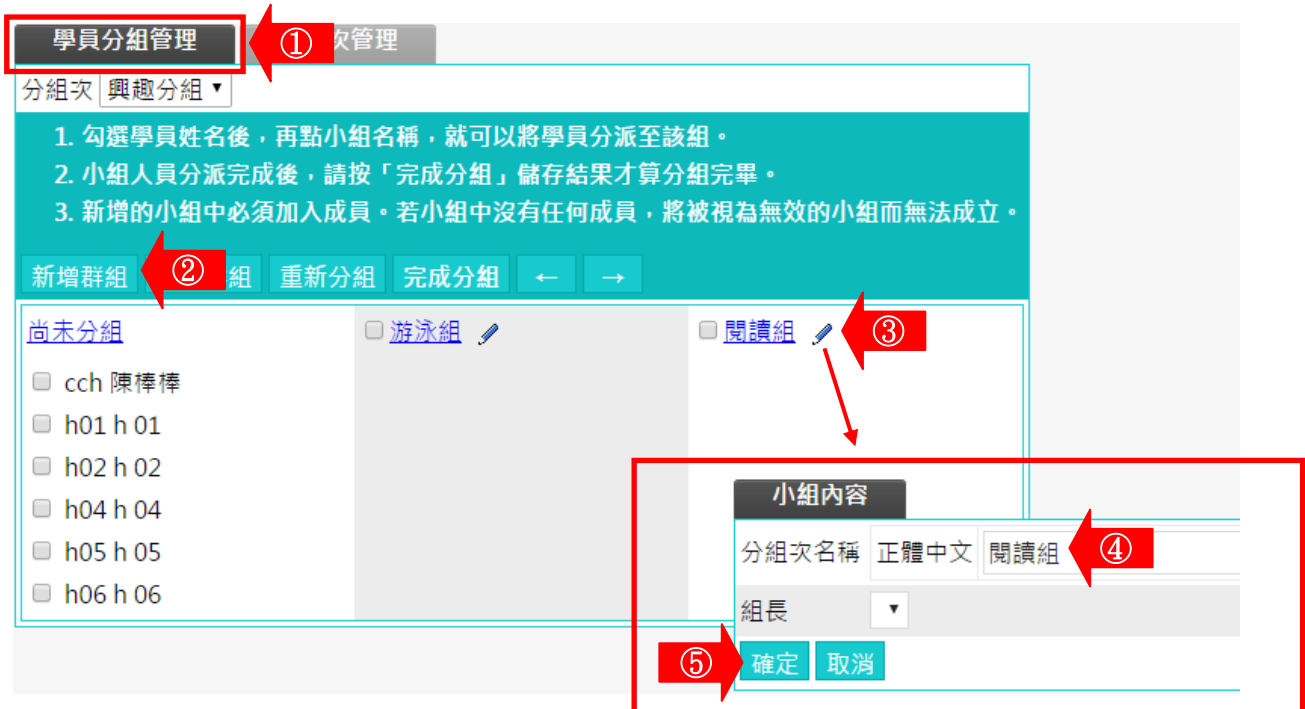 學員分組管理 ① 次管理
分組次 興趣分組▼
1. 勾選學員姓名後，再點小組名稱，就可以將學員分派至該組。
2. 小組人員分派完成後，請按「完成分組」儲存結果才算分組完畢。
3. 新增的小組中必須加入成員。若小組中沒有任何成員，將被視為無效的小組而無法成立。
新增群組 ② 組 重新分組 完成分組 ← →
尚未分組 游泳組 閱讀組 ③
cch 陳棒棒
h01 h 01
h02 h 02
h04 h 04
h05 h 05
h06 h 06
小組內容
分組次名稱 正體中文 閱讀組 ④
組長 ▼
⑤ 確定 取消